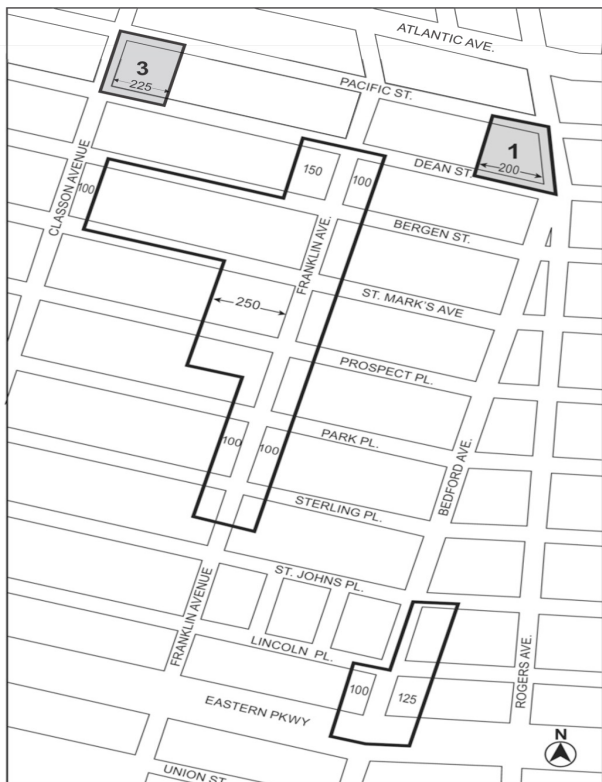 ATLANTIC AVE.
3
225
PACIFIC ST.
1
200
150
100
DEAN ST.
100
CLASSON AVENUE
FRANKLIN AVE.
BERGEN ST.
250
ST. MARK'S AVE
PROSPECT PL.
100
100
PARK PL.
BEDFORD AVE.
STERLING PL.
ST. JOHNS PL.
FRANKLIN AVENUE
LINCOLN PL.
100
125
ROGERS AVE.
EASTERN PKWY
N
UNION ST.